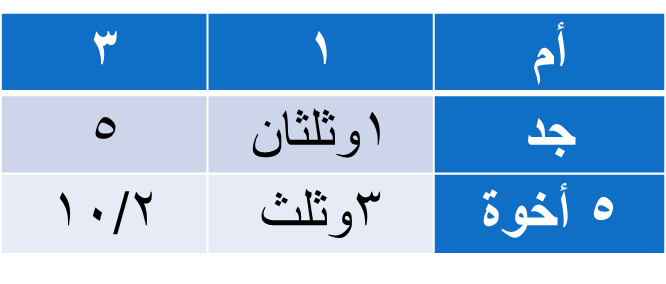 أم ١ ٣
جد ١وثلثان ٥
٥ أخوة ٣وثلث ١٠/٢